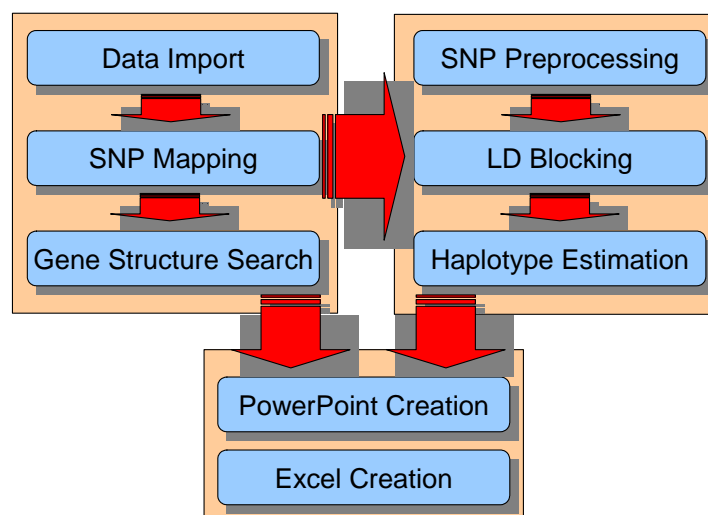 Data Import
SNP Mapping
Gene Structure Search
SNP Preprocessing
LD Blocking
Haplotype Estimation
PowerPoint Creation
Excel Creation